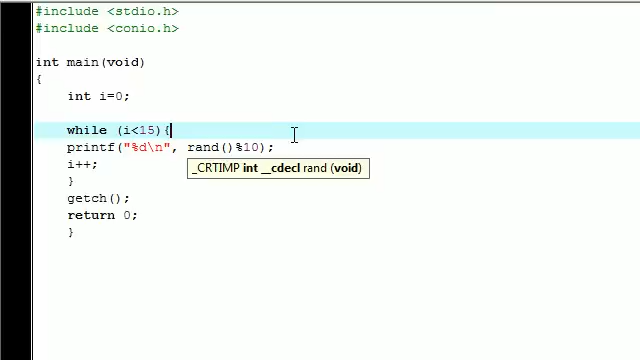 #include <stdio.h>
#include <conio.h>
int main(void)
{
int i=0;
while (i<15){
printf("%d\n", rand()%10);
i++;
_CRTIMP int __cdecl rand (void)
}
getch();
return 0;
}